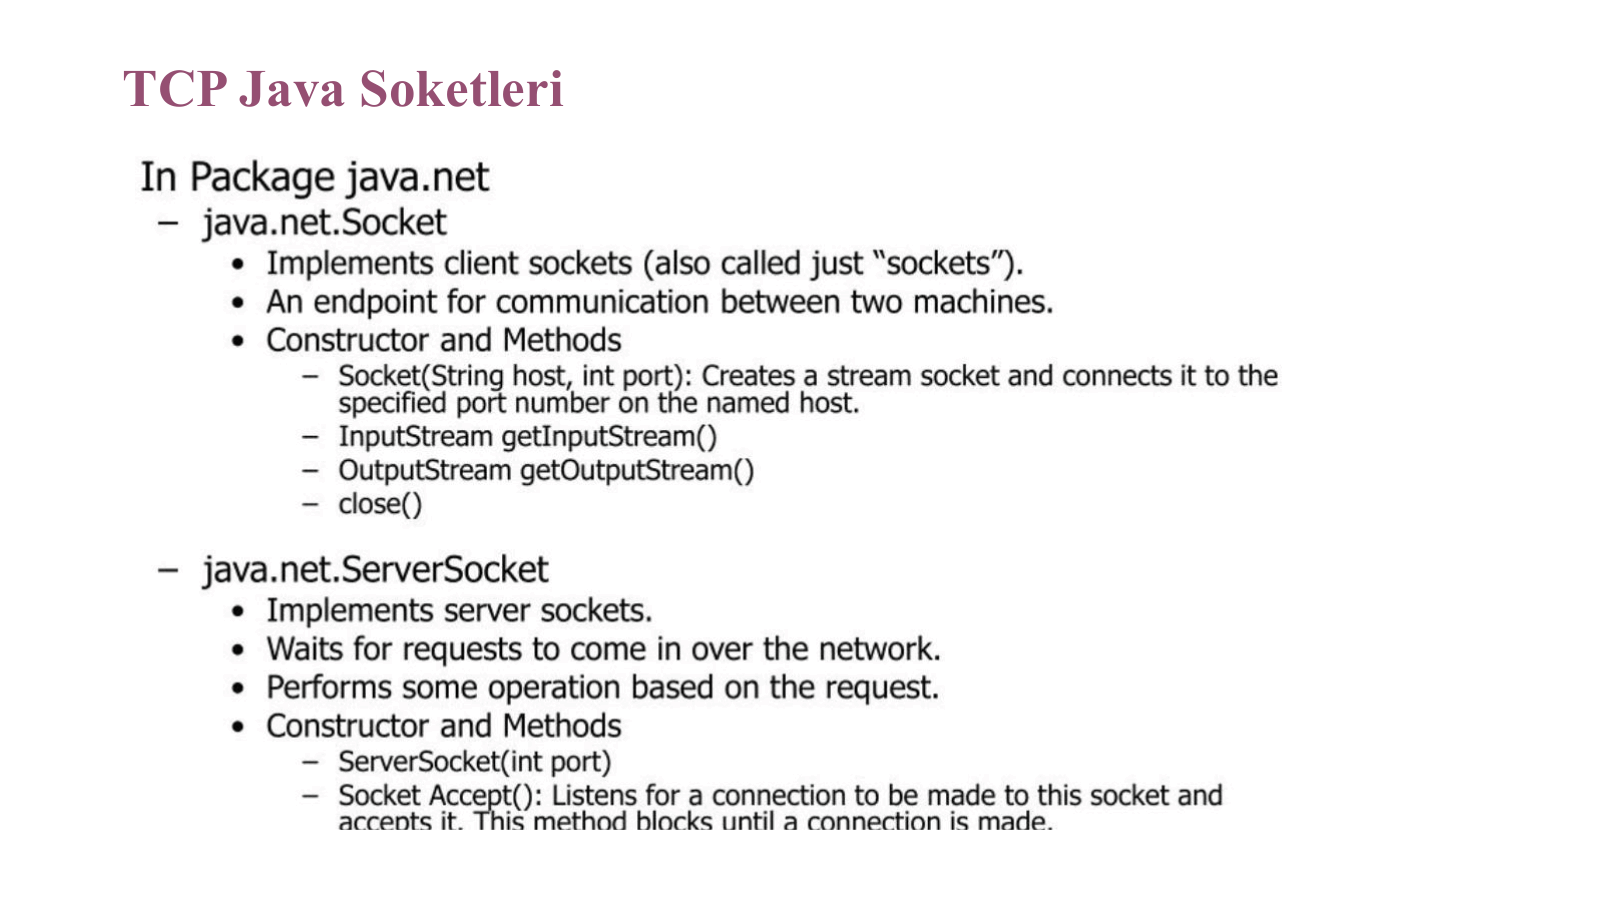 TCP Java Soketleri
In Package java.net
– java.net.Socket
• Implements client sockets (also called just “sockets”).
• An endpoint for communication between two machines.
• Constructor and Methods
– Socket(String host, int port): Creates a stream socket and connects it to the
specified port number on the named host.
– InputStream getInputStream()
– OutputStream getOutputStream()
– close()
– java.net.ServerSocket
• Implements server sockets.
• Waits for requests to come in over the network.
• Performs some operation based on the request.
• Constructor and Methods
– ServerSocket(int port)
– Socket Accept(): Listens for a connection to be made to this socket and
accepts it. This method blocks until a connection is made.